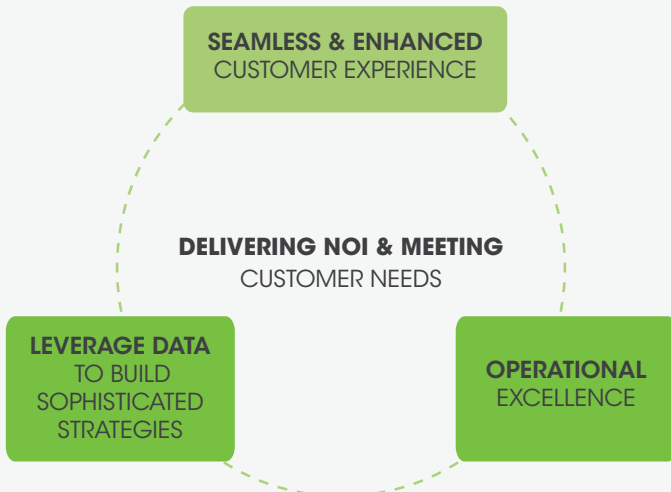 SEAMLESS & ENHANCED
CUSTOMER EXPERIENCE
DELIVERING NOI & MEETING
CUSTOMER NEEDS
LEVERAGE DATA
TO BUILD
SOPHISTICATED
STRATEGIES
OPERATIONAL
EXCELLENCE